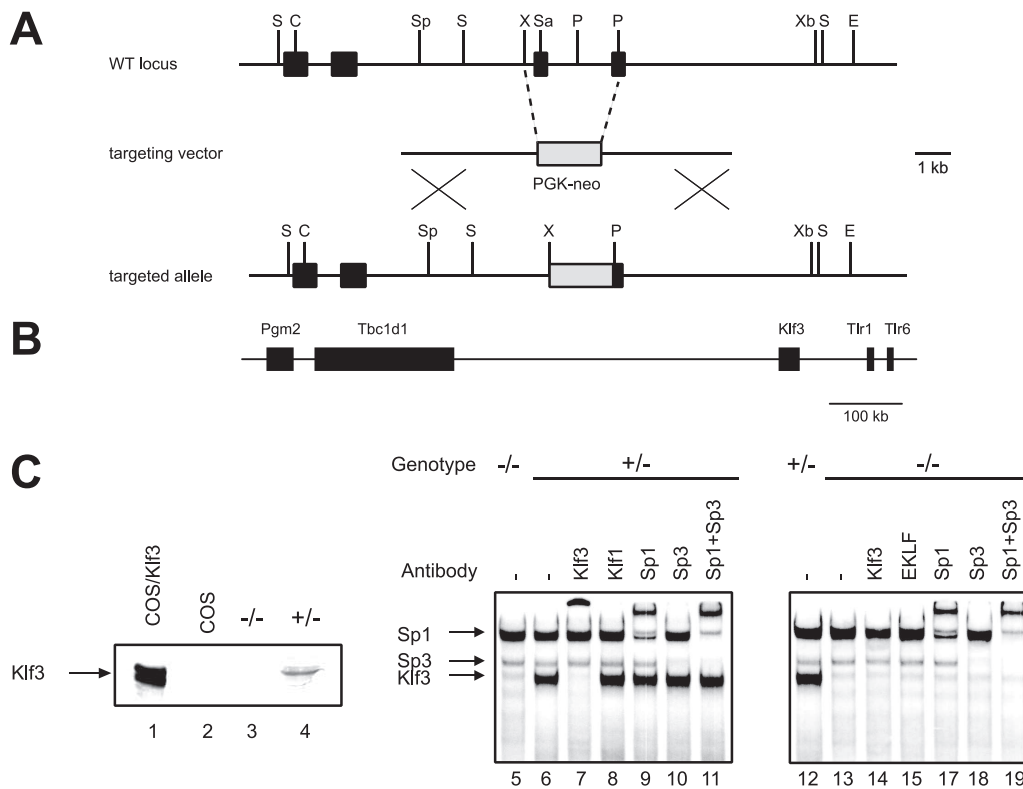 A
S C Sp S X Sa P P Xb S E
WT locus
targeting vector
PGK-neo
1 kb
S C Sp S X P Xb S E
targeted allele
B
Pgm2 Tbc1d1 Klf3 Tlr1 Tlr6
100 kb
C
Genotype -/- +/- +/- -/-
Antibody - - Klf3 Klf1 Sp1 Sp3 Sp1+Sp3 - - Klf3 EKLF Sp1 Sp3 Sp1+Sp3
COS/Klf3 COS -/- +/-
Sp1
Sp3
Klf3
Klf3
1 2 3 4
5 6 7 8 9 10 11 12 13 14 15 17 18 19